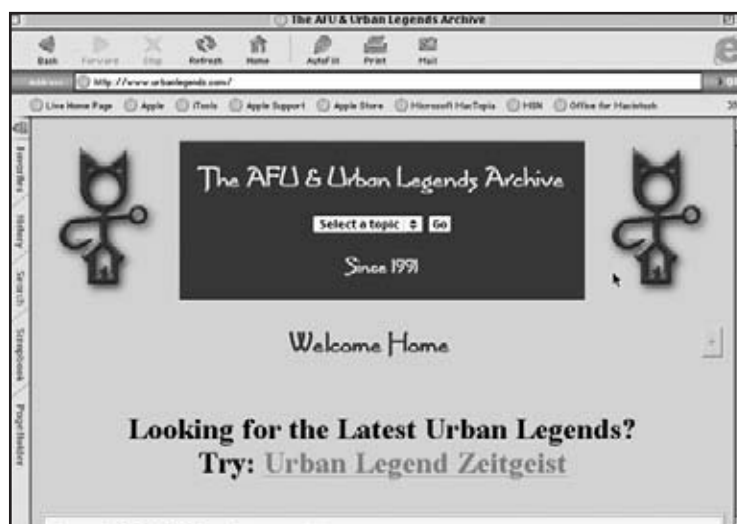 The AFU & Urban Legends Archive
Back Forward Stop Refresh Home AutoFill Print Mail
Address: http://www.urbanlegends.com/
Live Home Page Apple iTools Apple Support Apple Store Microsoft MacTopia MSN Office for Macintosh
Favorites
History
Search
Scrapbook
Page Holder
The AFU & Urban Legends Archive
Select a topic Go
Since 1991
Welcome Home
Looking for the Latest Urban Legends?
Try: Urban Legend Zeitgeist